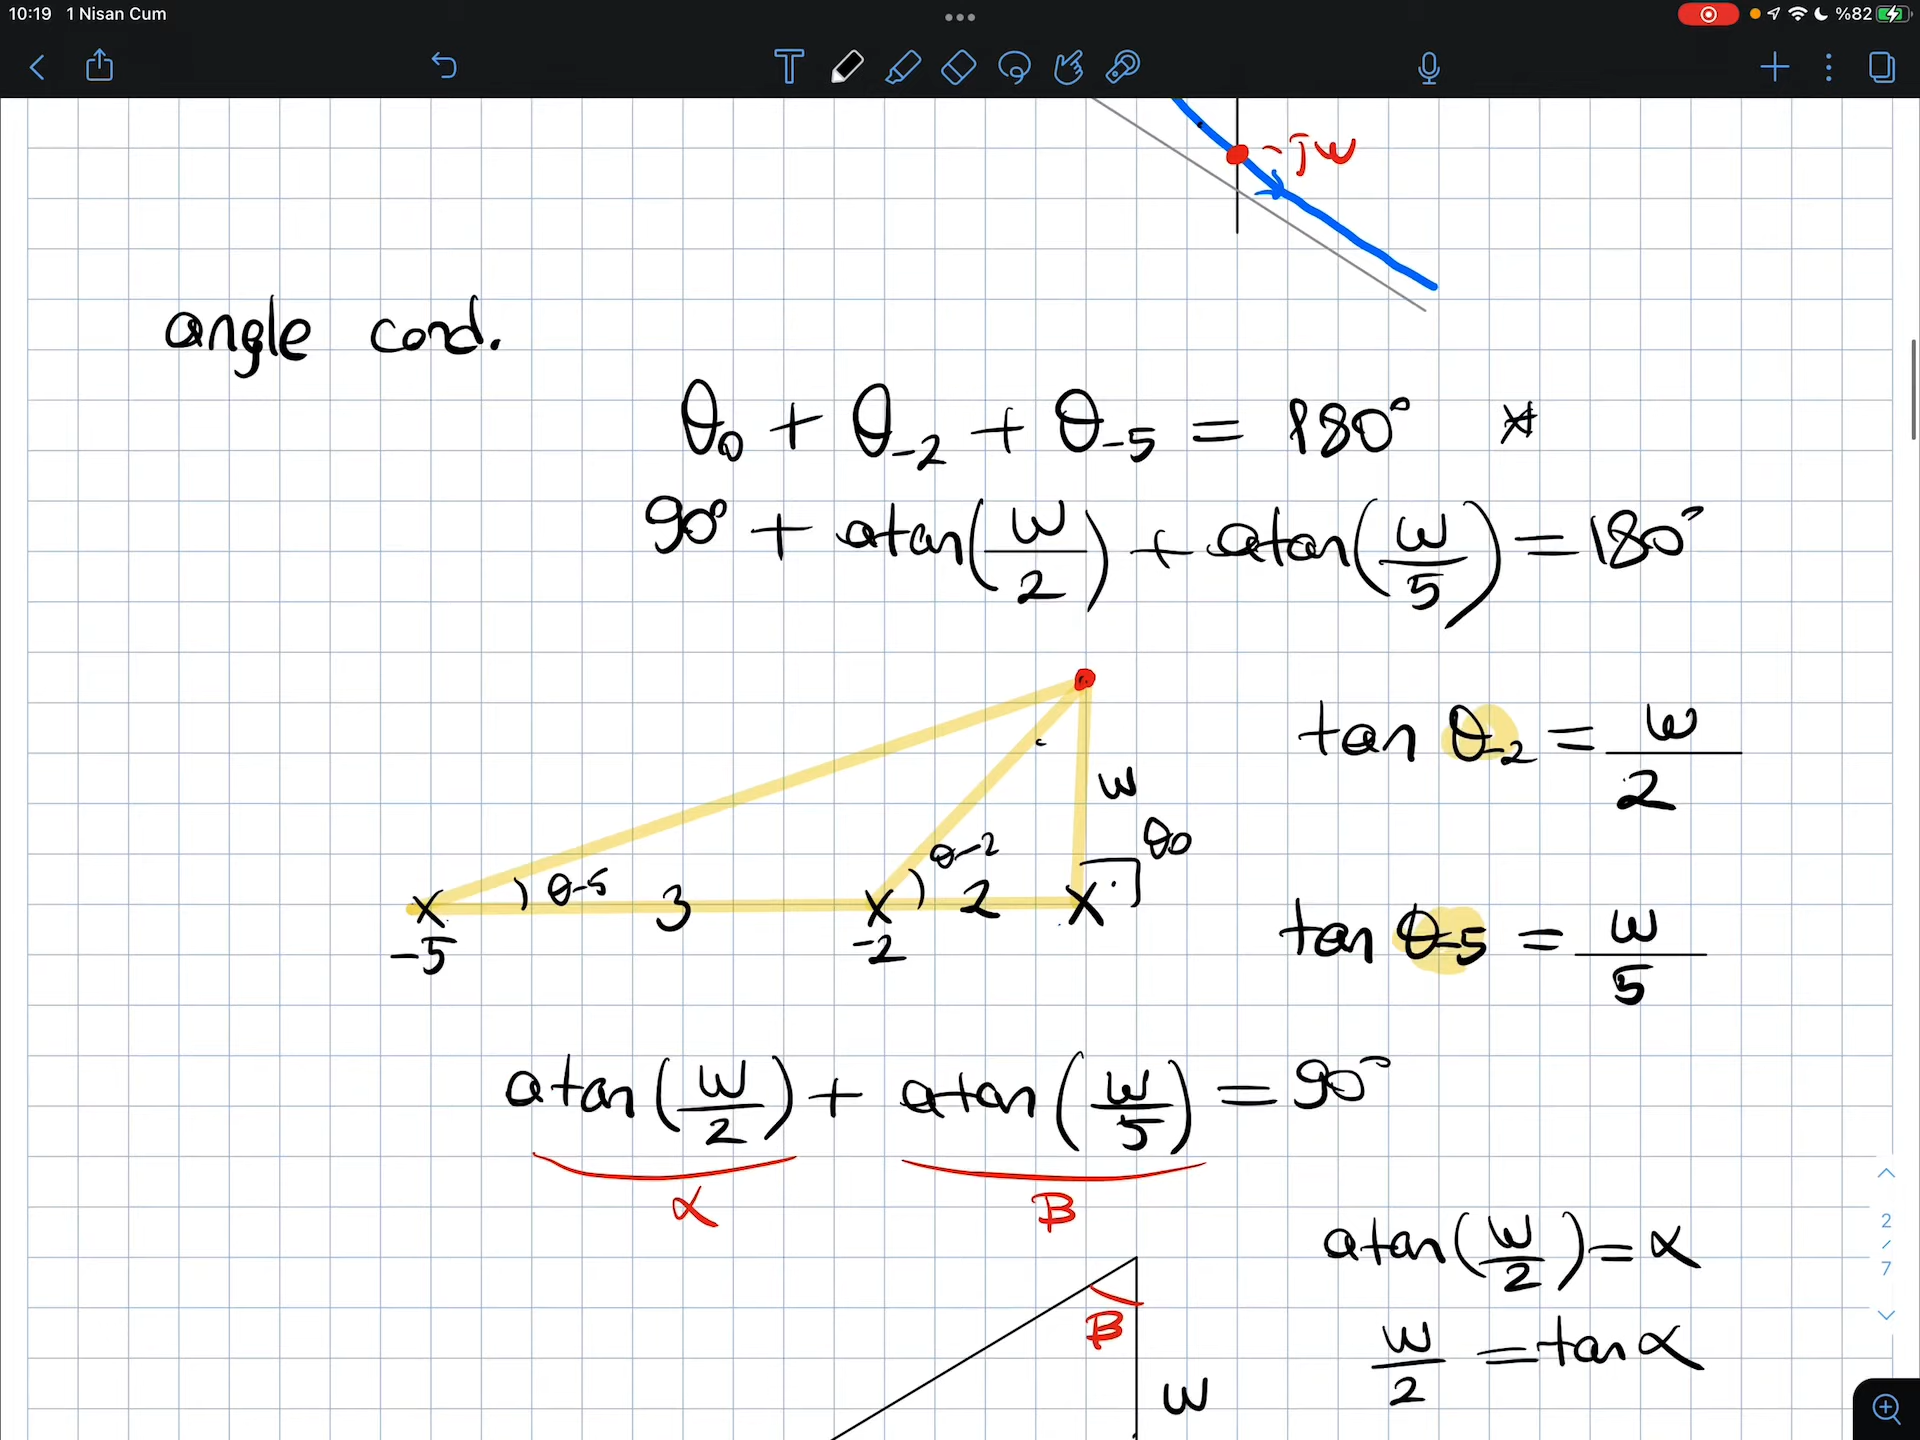 10:19 1 Nisan Cum
%82
-jw
angle cond.
θ0 + θ-2 + θ-5 = 180° *
90° + atan(w/2) + atan(w/5) = 180°
tan θ-2 = w/2
w
θ0
θ-2
θ-5
3
2
-5
-2
tan θ-5 = w/5
atan(w/2) + atan(w/5) = 90°
α
B
atan(w/2) = α
B
w/2 = tan α
w
2
7